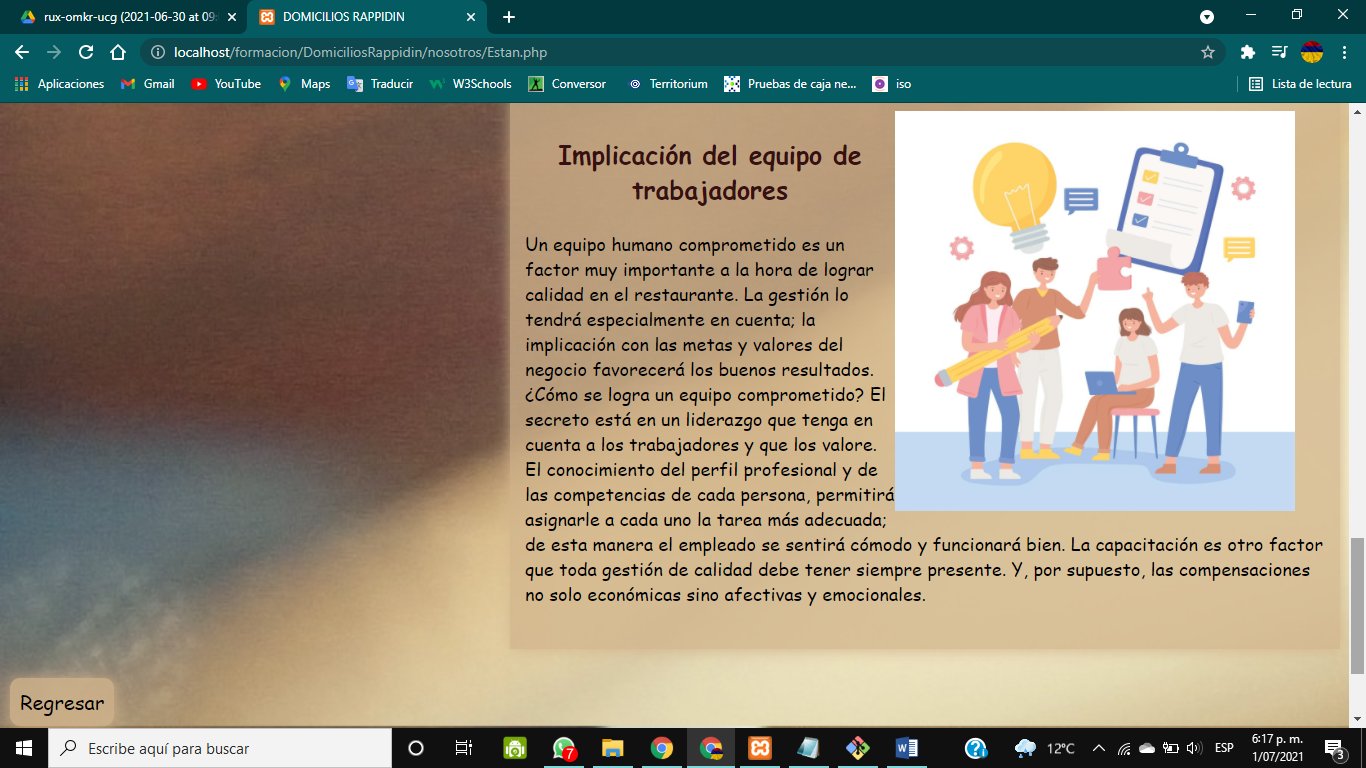 rux-omkr-ucg (2021-06-30 at 09:
DOMICILIOS RAPPIDIN
localhost/formacion/DomiciliosRappidin/nosotros/Estan.php
Aplicaciones
Gmail
YouTube
Maps
Traducir
W3Schools
Conversor
Territorium
Pruebas de caja ne...
iso
Lista de lectura
Implicación del equipo de
trabajadores
Un equipo humano comprometido es un
factor muy importante a la hora de lograr
calidad en el restaurante. La gestión lo
tendrá especialmente en cuenta; la
implicación con las metas y valores del
negocio favorecerá los buenos resultados.
¿Cómo se logra un equipo comprometido? El
secreto está en un liderazgo que tenga en
cuenta a los trabajadores y que los valore.
El conocimiento del perfil profesional y de
las competencias de cada persona, permitirá
asignarle a cada uno la tarea más adecuada;
de esta manera el empleado se sentirá cómodo y funcionará bien. La capacitación es otro factor
que toda gestión de calidad debe tener siempre presente. Y, por supuesto, las compensaciones
no solo económicas sino afectivas y emocionales.
Regresar
Escribe aquí para buscar
7
12°C
ESP
6:17 p. m.
1/07/2021
3